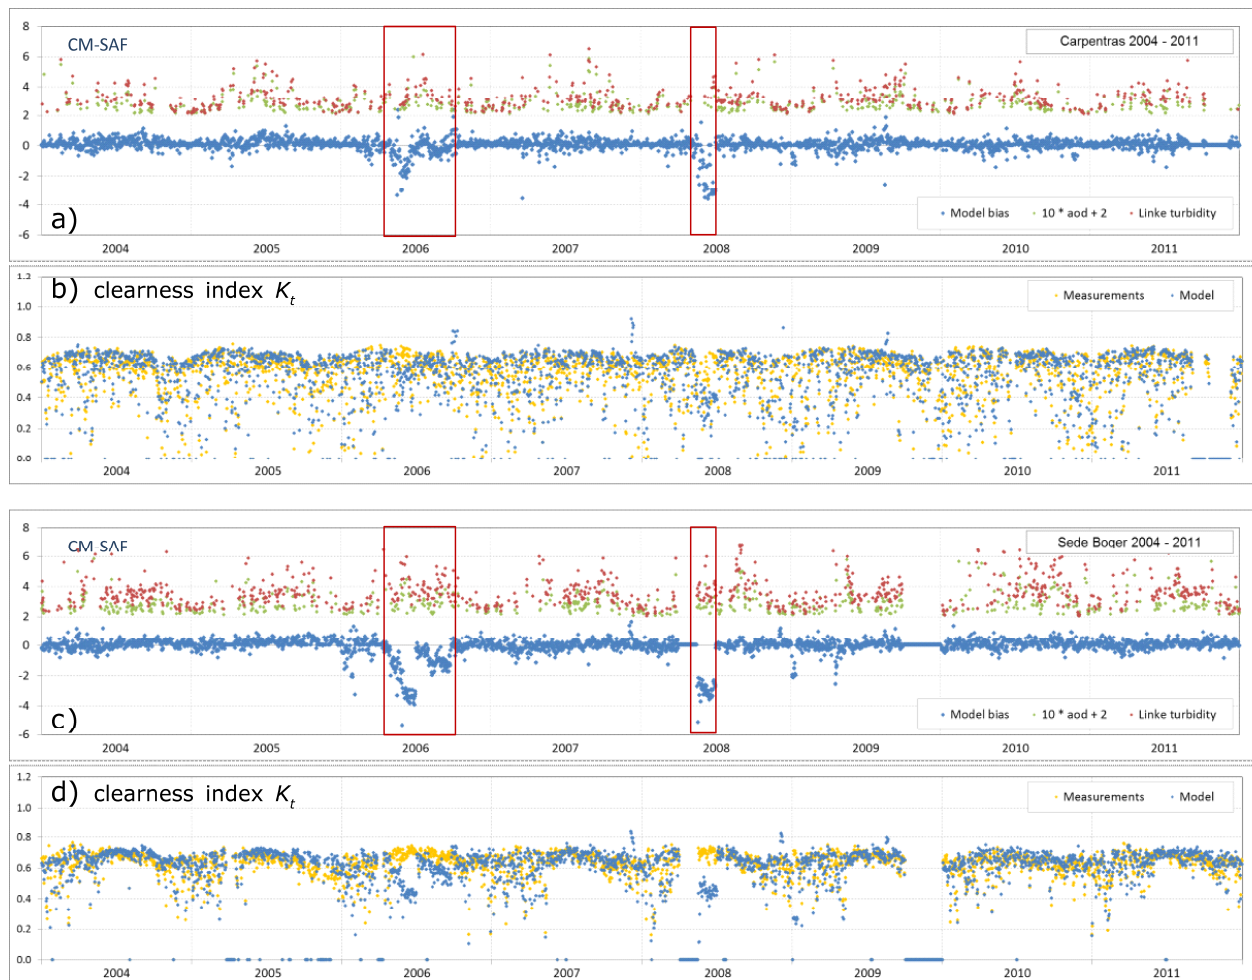 8
6
4
2
0
-2
-4
-6
CM-SAF
Carpentras 2004 - 2011
a)
Model bias 10 * aod + 2 Linke turbidity
2004 2005 2006 2007 2008 2009 2010 2011
1.2
1.0
0.8
0.6
0.4
0.2
0.0
b) clearness index Kt
Measurements Model
2004 2005 2006 2007 2008 2009 2010 2011
8
6
4
2
0
-2
-4
-6
CM-SAF
Sede Boqer 2004 - 2011
c)
Model bias 10 * aod + 2 Linke turbidity
2004 2005 2006 2007 2008 2009 2010 2011
1.2
1.0
0.8
0.6
0.4
0.2
0.0
d) clearness index Kt
Measurements Model
2004 2005 2006 2007 2008 2009 2010 2011